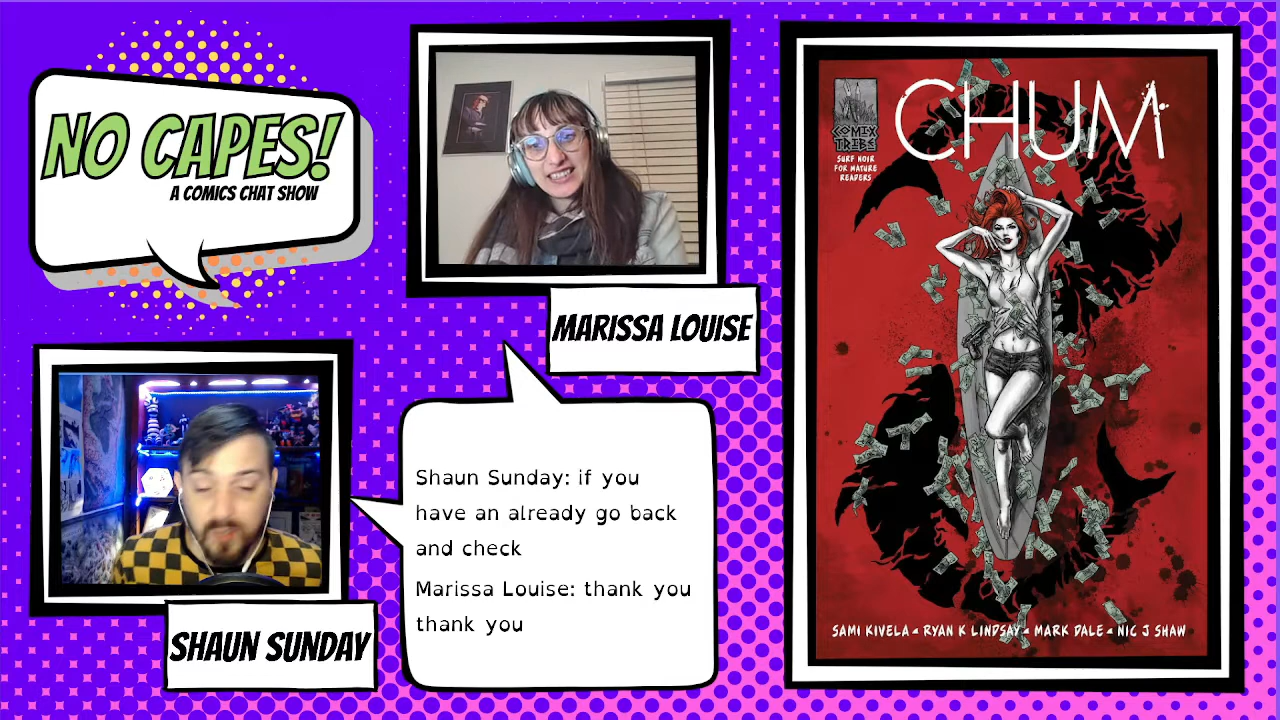 NO CAPES!
A COMICS CHAT SHOW
MARISSA LOUISE
SHAUN SUNDAY
Shaun Sunday: if you
have an already go back
and check
Marissa Louise: thank you
thank you
CHUM
COMIX
TRIBE
SURF NOIR
FOR MATURE
READERS
SAMI KIVELA RYAN K LINDSAY MARK DALE NIC J SHAW